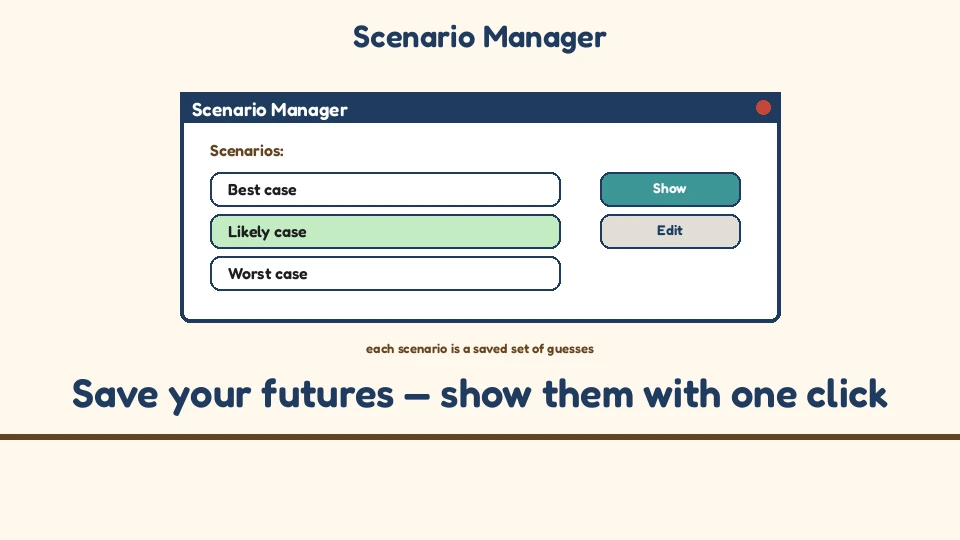 Scenario Manager
Scenario Manager
Scenarios:
Best case
Show
Likely case
Edit
Worst case
each scenario is a saved set of guesses
Save your futures — show them with one click